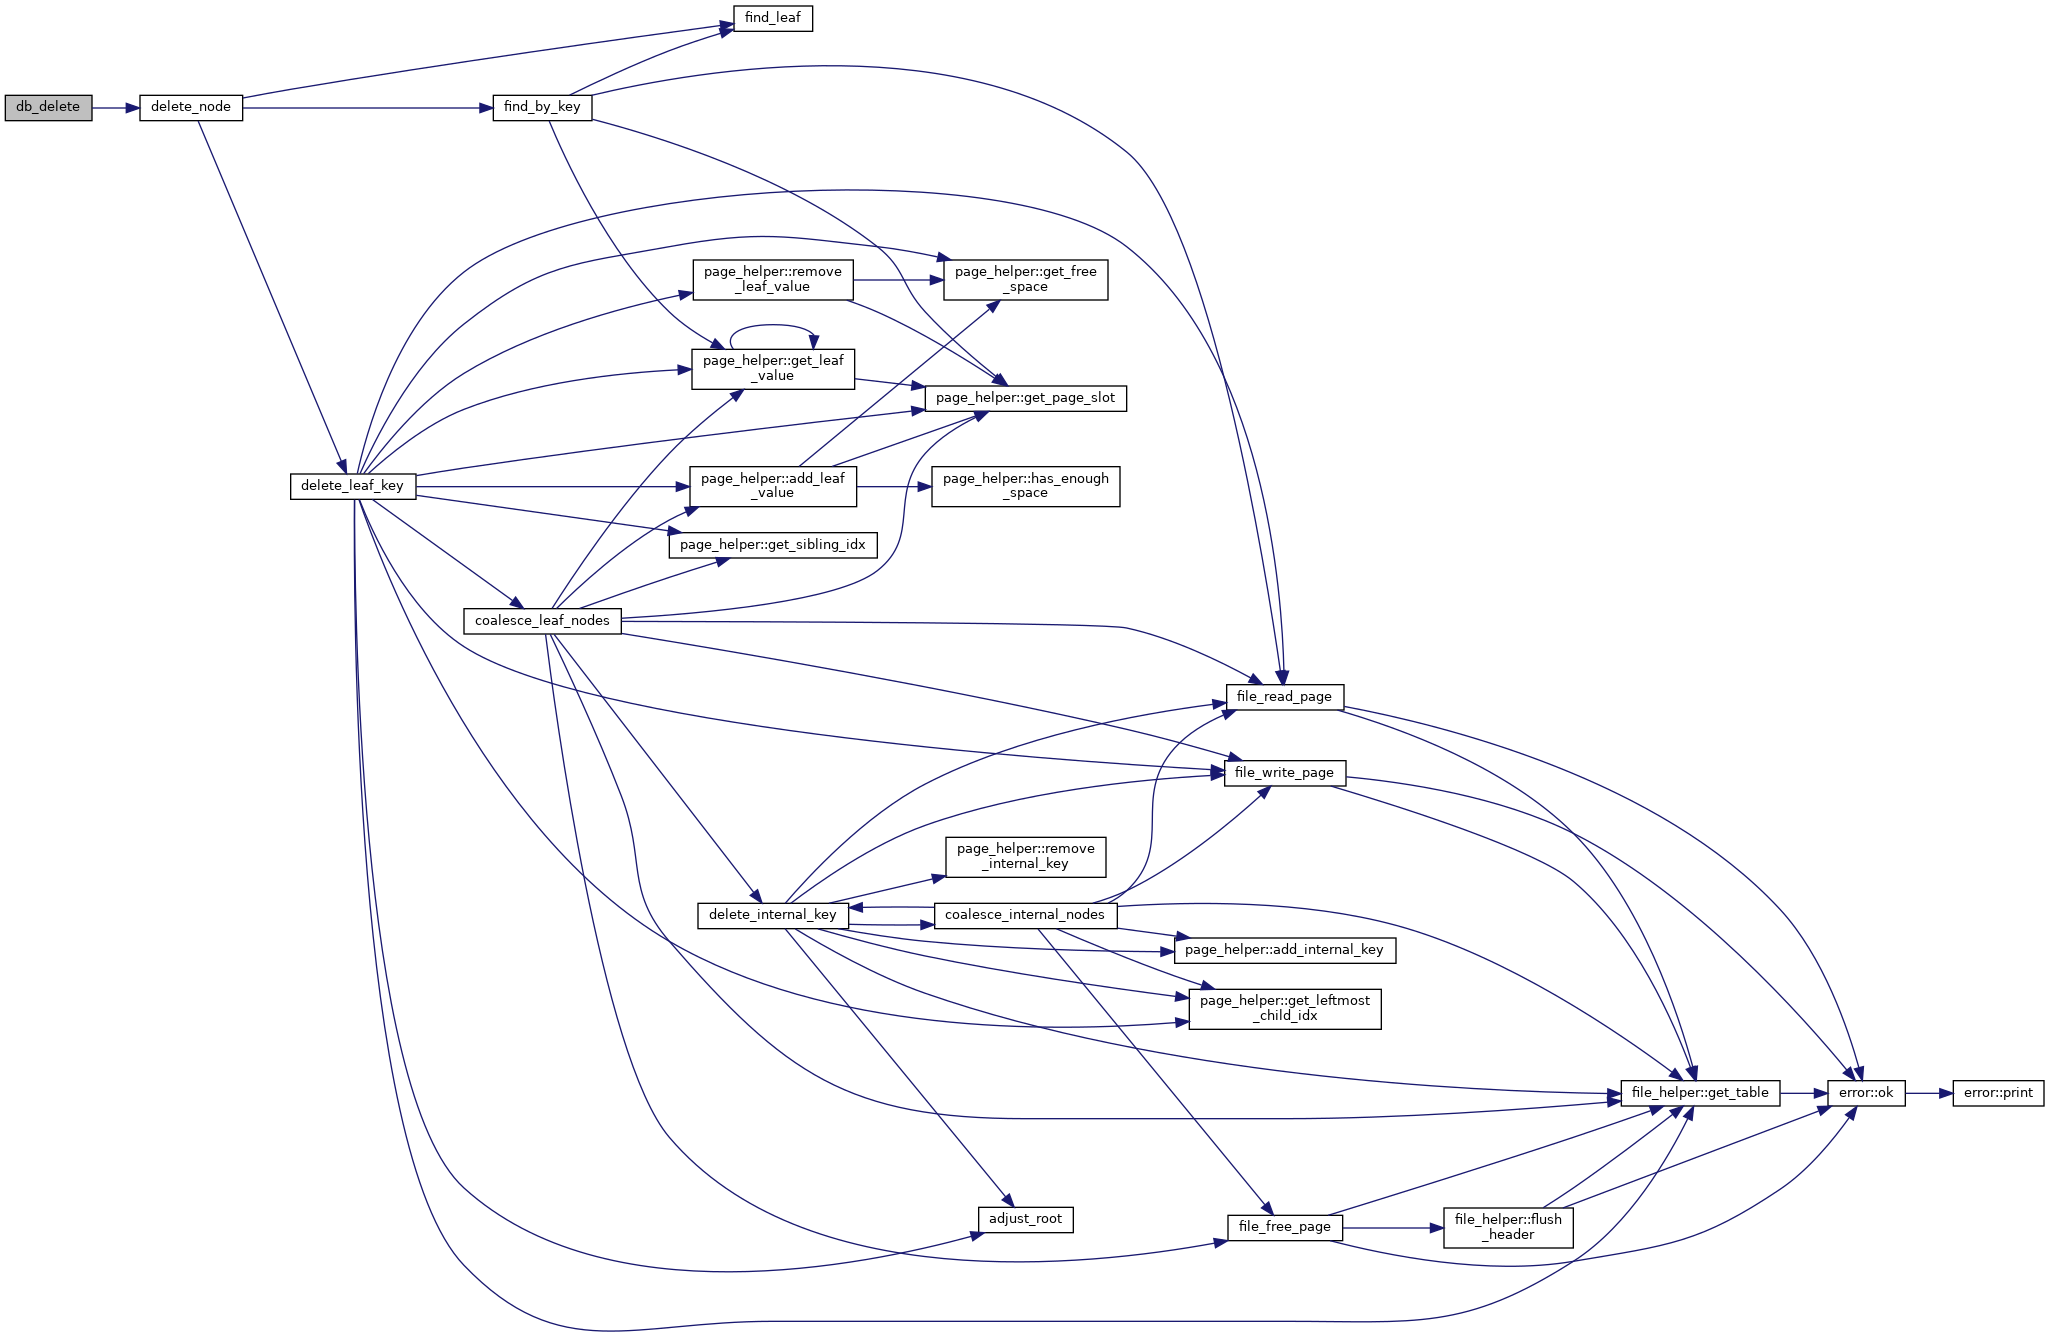 find_leaf
db_delete
delete_node
find_by_key
page_helper::remove
_leaf_value
page_helper::get_free
_space
page_helper::get_leaf
_value
page_helper::get_page_slot
delete_leaf_key
page_helper::add_leaf
_value
page_helper::has_enough
_space
page_helper::get_sibling_idx
coalesce_leaf_nodes
file_read_page
file_write_page
page_helper::remove
_internal_key
delete_internal_key
coalesce_internal_nodes
page_helper::add_internal_key
page_helper::get_leftmost
_child_idx
file_helper::get_table
error::ok
error::print
adjust_root
file_free_page
file_helper::flush
_header